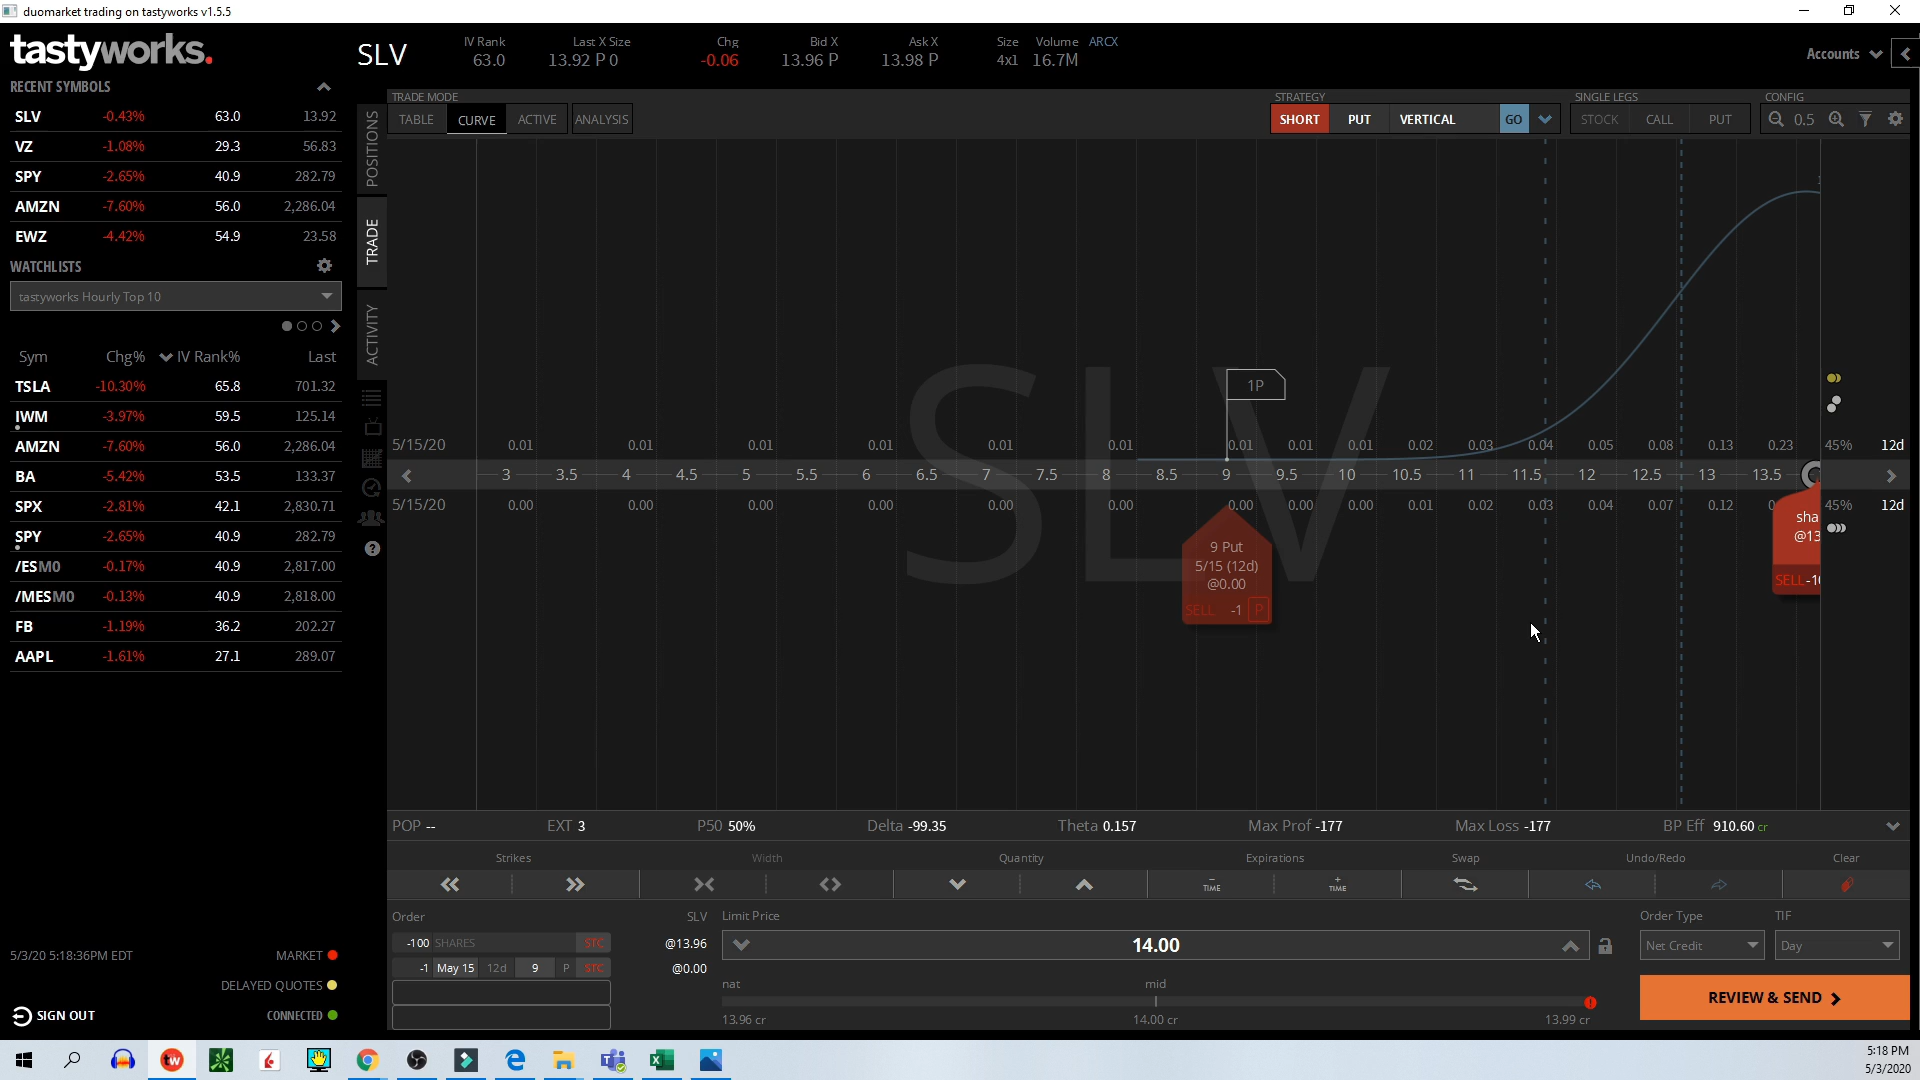 duomarket trading on tastyworks v1.5.5
tastyworks.
SLV
IV Rank Last X Size Chg Bid X Ask X Size Volume ARCX
63.0 13.92 P 0 -0.06 13.96 P 13.98 P 4x1 16.7M
Accounts
RECENT SYMBOLS
SLV -0.43% 63.0 13.92
VZ -1.08% 29.3 56.83
SPY -2.65% 40.9 282.79
AMZN -7.60% 56.0 2,286.04
EWZ -4.42% 54.9 23.58
WATCHLISTS
tastyworks Hourly Top 10
Sym Chg% IV Rank% Last
TSLA -10.30% 65.8 701.32
IWM -3.97% 59.5 125.14
AMZN -7.60% 56.0 2,286.04
BA -5.42% 53.5 133.37
SPX -2.81% 42.1 2,830.71
SPY -2.65% 40.9 282.79
/ESM0 -0.17% 40.9 2,817.00
/MESM0 -0.13% 40.9 2,818.00
FB -1.19% 36.2 202.27
AAPL -1.61% 27.1 289.07
5/3/20 5:18:36PM EDT MARKET
DELAYED QUOTES
SIGN OUT CONNECTED
POSITIONS
TRADE
ACTIVITY
TRADE MODE
TABLE CURVE ACTIVE ANALYSIS
STRATEGY
SHORT PUT VERTICAL GO
SINGLE LEGS
STOCK CALL PUT
CONFIG
0.5
SLV
1P
5/15/20 0.01 0.01 0.01 0.01 0.01 0.01 0.01 0.01 0.01 0.02 0.03 0.04 0.05 0.08 0.13 0.23 45% 12d
3 3.5 4 4.5 5 5.5 6 6.5 7 7.5 8 8.5 9 9.5 10 10.5 11 11.5 12 12.5 13 13.5
5/15/20 0.00 0.00 0.00 0.00 0.00 0.00 0.00 0.00 0.00 0.01 0.02 0.03 0.04 0.07 0.12 0 45% 12d
9 Put
5/15 (12d)
@0.00
SELL -1 P
sha
@13
SELL -10
POP -- EXT 3 P50 50% Delta -99.35 Theta 0.157 Max Prof -177 Max Loss -177 BP Eff 910.60 cr
Strikes Width Quantity Expirations Swap Undo/Redo Clear
TIME TIME
Order SLV Limit Price Order Type TIF
-100 SHARES STC @13.96 14.00 Net Credit Day
-1 May 15 12d 9 P STC @0.00
nat mid
13.96 cr 14.00 cr 13.99 cr
REVIEW & SEND
5:18 PM
5/3/2020